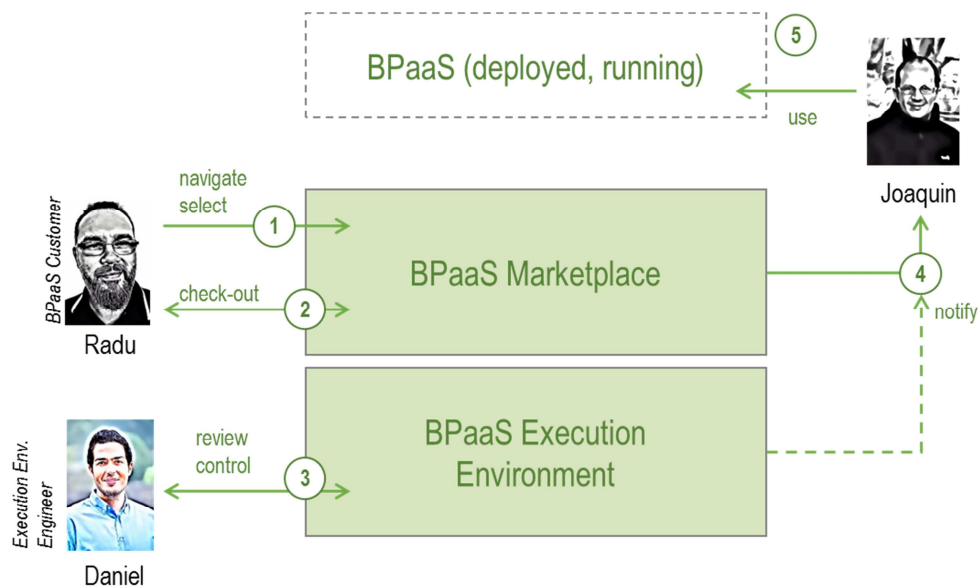 BPaaS (deployed, running)
5
use
Joaquin
BPaaS Customer
navigate
select
1
check-out
2
Radu
BPaaS Marketplace
4
notify
Execution Env.
Engineer
review
control
3
BPaaS Execution
Environment
Daniel